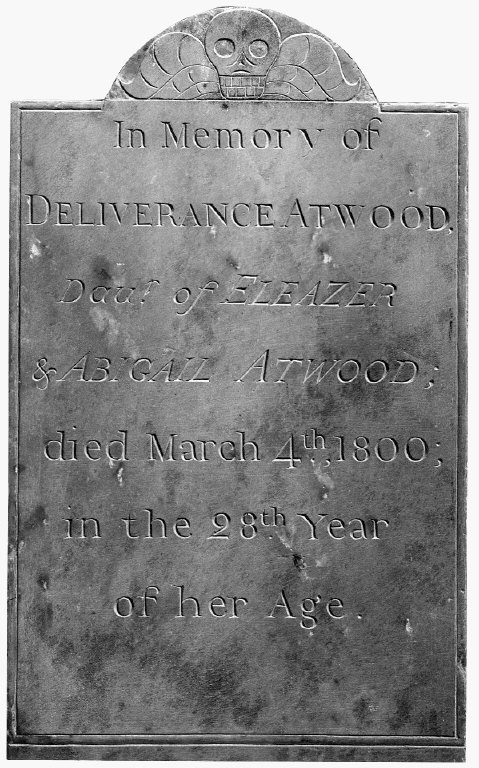 In Memory of
DELIVERANCE ATWOOD,
Dauʳ. of ELEAZER
& ABIGAIL ATWOOD;
died March 4th, 1800;
in the 28th Year
of her Age.